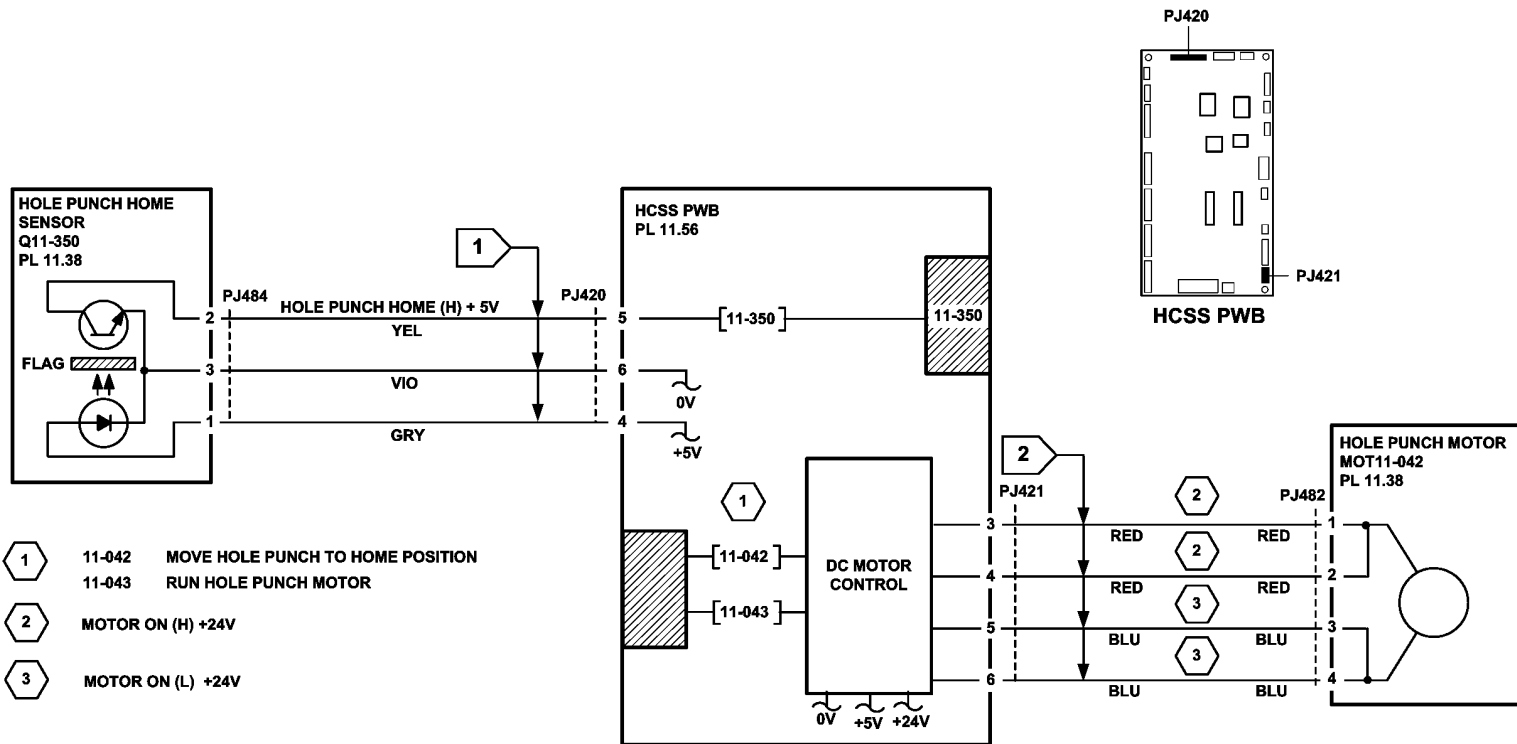 PJ420
PJ421
HCSS PWB
HOLE PUNCH HOME
SENSOR
Q11-350
PL 11.38
FLAG
2
3
1
PJ484
HOLE PUNCH HOME (H) + 5V
YEL
VIO
GRY
1
PJ420
5
6
4
HCSS PWB
PL 11.56
[11-350]
11-350
0V
+5V
1
[11-042]
[11-043]
DC MOTOR
CONTROL
0V +5V +24V
3
4
5
6
PJ421
2
2
RED RED
2
RED RED
3
BLU BLU
3
BLU BLU
PJ482
1
2
3
4
HOLE PUNCH MOTOR
MOT11-042
PL 11.38
1 11-042 MOVE HOLE PUNCH TO HOME POSITION
11-043 RUN HOLE PUNCH MOTOR
2 MOTOR ON (H) +24V
3 MOTOR ON (L) +24V